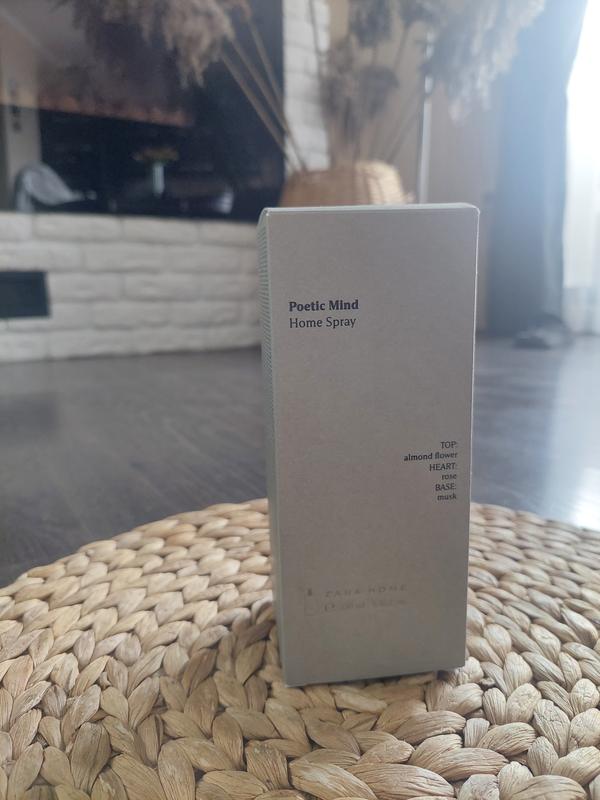 Poetic Mind
Home Spray
TOP:
almond flower
HEART:
rose
BASE:
musk
ZARA HOME